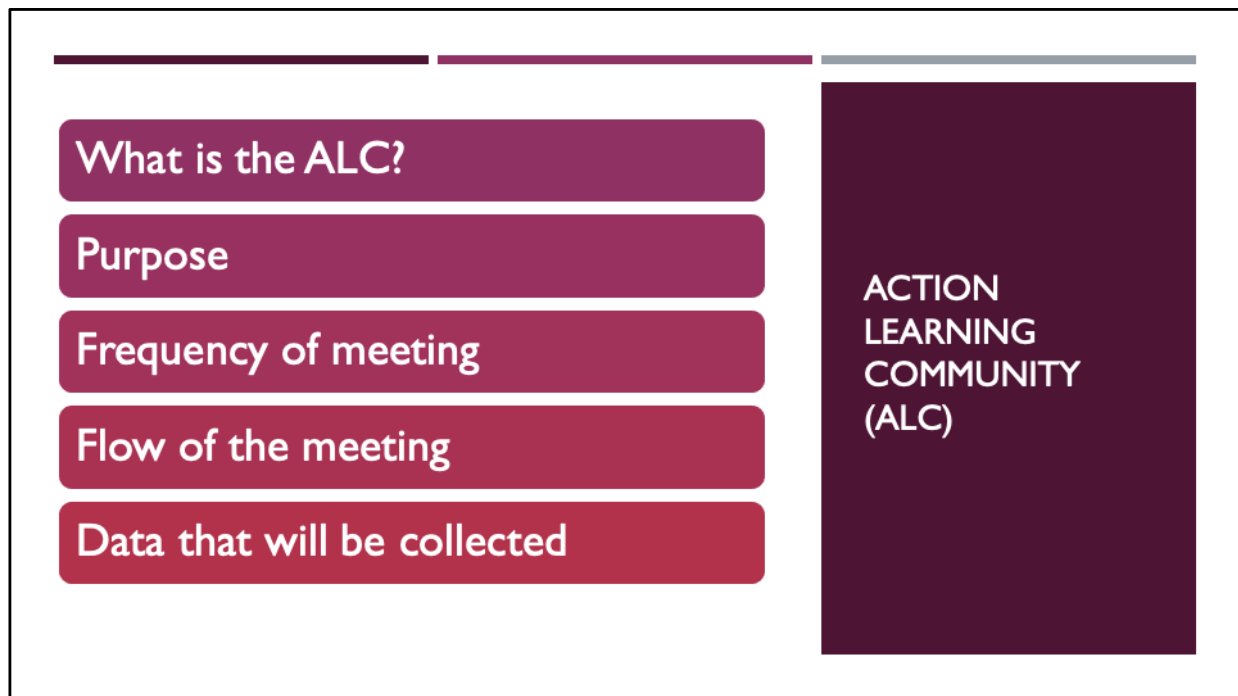 What is the ALC?
Purpose
Frequency of meeting
Flow of the meeting
Data that will be collected
ACTION
LEARNING
COMMUNITY
(ALC)